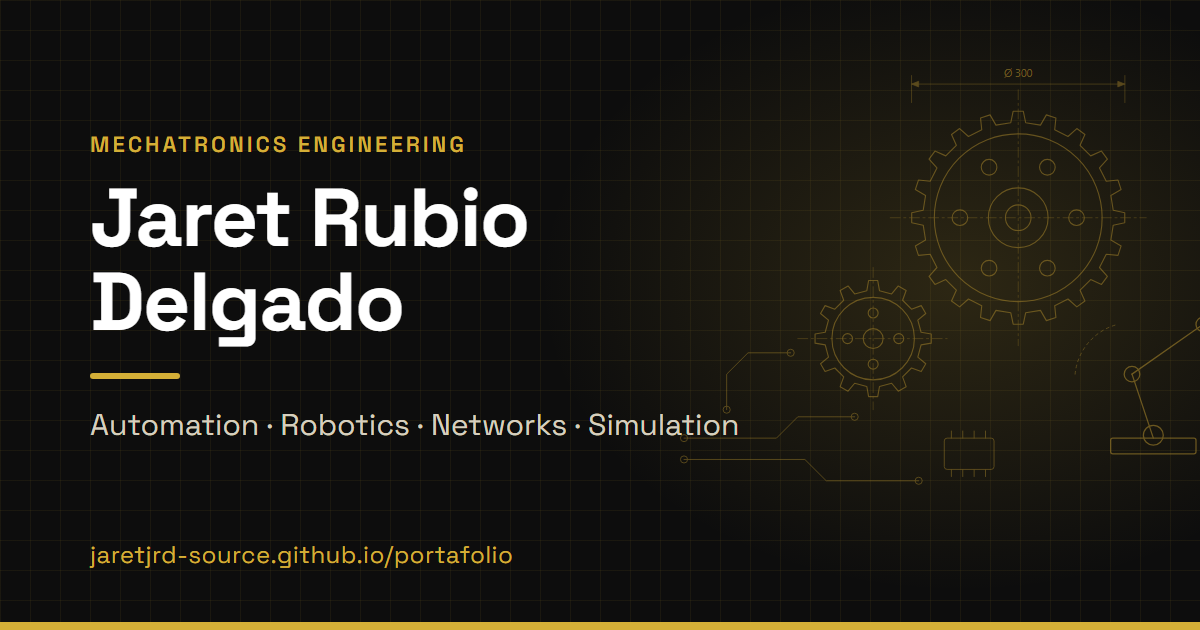 Ø 300
MECHATRONICS ENGINEERING
Jaret Rubio
Delgado
Automation · Robotics · Networks · Simulation
jaretjrd-source.github.io/portafolio